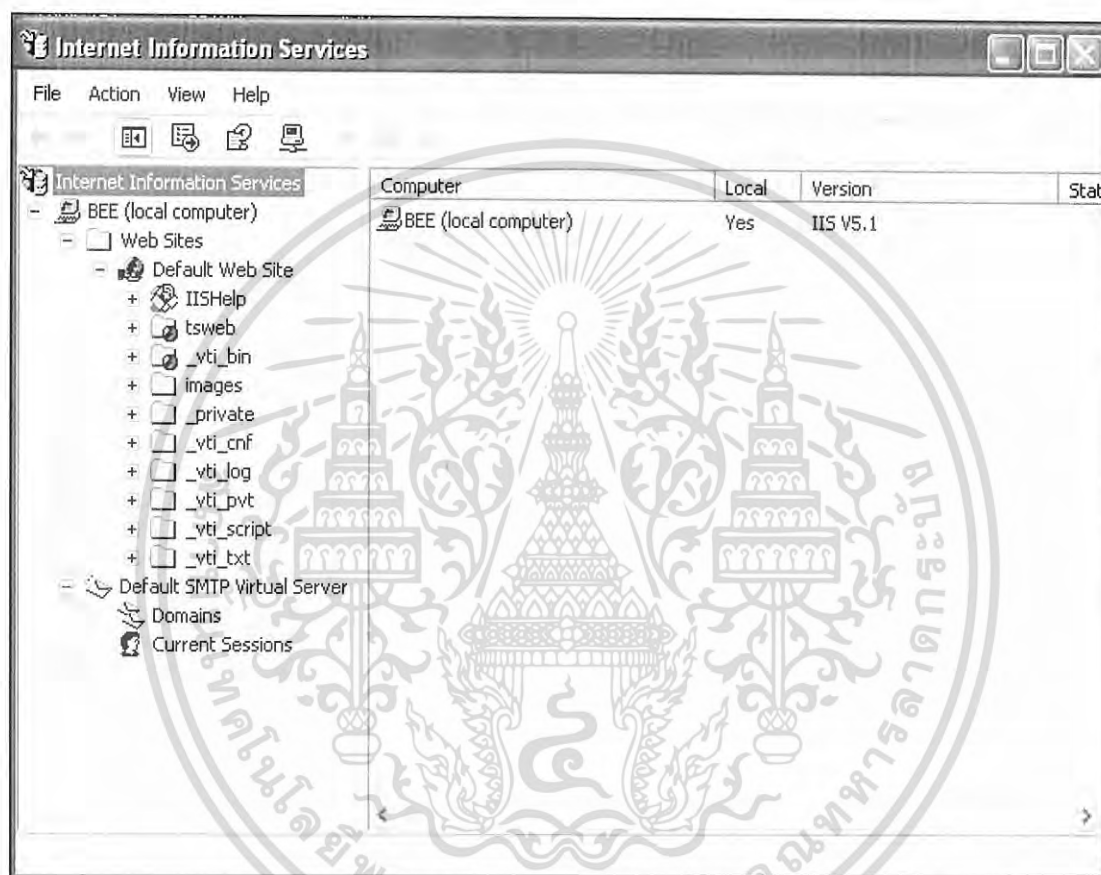 Internet Information Services
File Action View Help
Internet Information Services
BEE (local computer)
Web Sites
Default Web Site
IISHelp
tsweb
_vti_bin
images
_private
_vti_cnf
_vti_log
_vti_pvt
_vti_script
_vti_txt
Default SMTP Virtual Server
Domains
Current Sessions
Computer Local Version Stat
BEE (local computer) Yes IIS V5.1